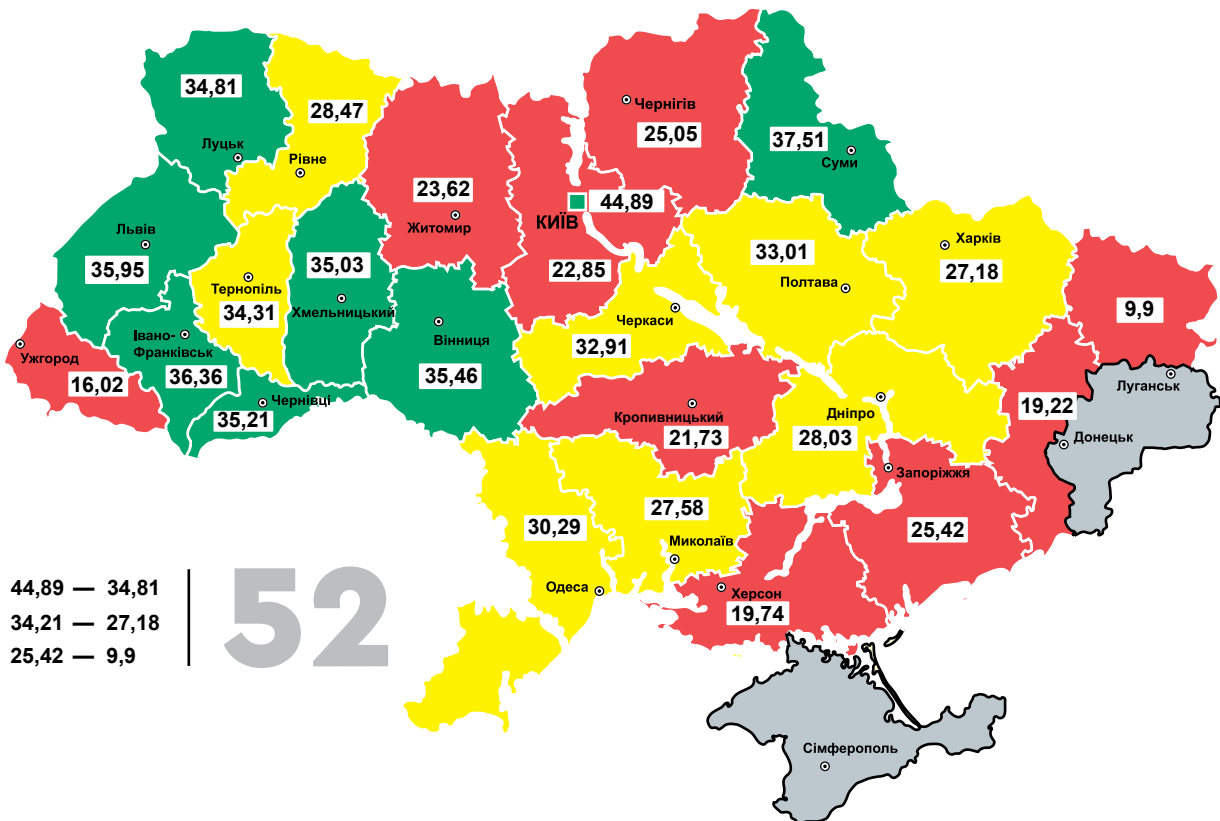 34,81
Луцьк
28,47
Рівне
23,62
Житомир
Чернігів
25,05
37,51
Суми
44,89
КИЇВ
22,85
Львів
35,95
Тернопіль
34,31
35,03
Хмельницький
Вінниця
35,46
Черкаси
32,91
33,01
Полтава
Харків
27,18
9,9
Луганськ
Ужгород
16,02
Івано-
Франківськ
36,36
Чернівці
35,21
Кропивницький
21,73
Дніпро
28,03
19,22
Донецьк
Запоріжжя
25,42
30,29
Одеса
27,58
Миколаїв
Херсон
19,74
Сімферополь
44,89 — 34,81
34,21 — 27,18
25,42 — 9,9
52